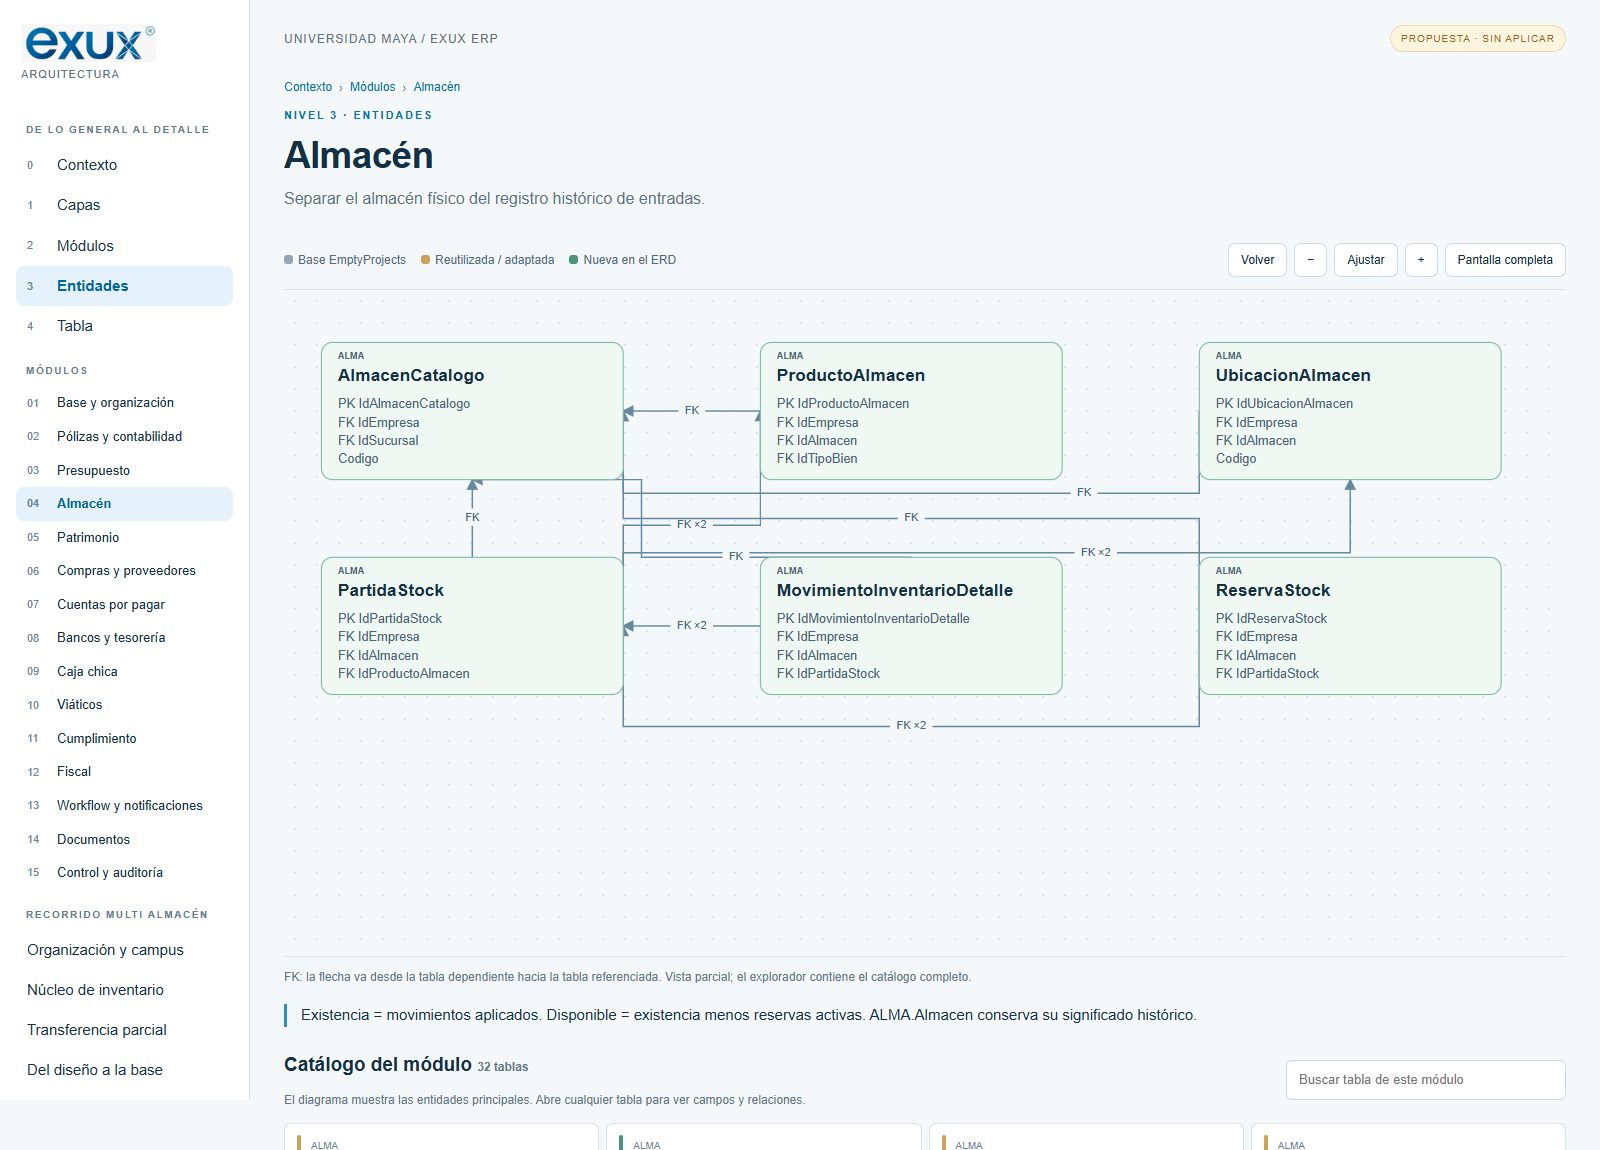 exux®
ARQUITECTURA
DE LO GENERAL AL DETALLE
0 Contexto
1 Capas
2 Módulos
3 Entidades
4 Tabla
MÓDULOS
01 Base y organización
02 Pólizas y contabilidad
03 Presupuesto
04 Almacén
05 Patrimonio
06 Compras y proveedores
07 Cuentas por pagar
08 Bancos y tesorería
09 Caja chica
10 Viáticos
11 Cumplimiento
12 Fiscal
13 Workflow y notificaciones
14 Documentos
15 Control y auditoría
RECORRIDO MULTI ALMACÉN
Organización y campus
Núcleo de inventario
Transferencia parcial
Del diseño a la base
UNIVERSIDAD MAYA / EXUX ERP
PROPUESTA · SIN APLICAR
Contexto › Módulos › Almacén
NIVEL 3 · ENTIDADES
Almacén
Separar el almacén físico del registro histórico de entradas.
Base EmptyProjects Reutilizada / adaptada Nueva en el ERD
Volver − Ajustar + Pantalla completa
ALMA
AlmacenCatalogo
PK IdAlmacenCatalogo
FK IdEmpresa
FK IdSucursal
Codigo
FK
ALMA
ProductoAlmacen
PK IdProductoAlmacen
FK IdEmpresa
FK IdAlmacen
FK IdTipoBien
ALMA
UbicacionAlmacen
PK IdUbicacionAlmacen
FK IdEmpresa
FK IdAlmacen
Codigo
FK
FK
FK
FK ×2
FK
FK ×2
ALMA
PartidaStock
PK IdPartidaStock
FK IdEmpresa
FK IdAlmacen
FK IdProductoAlmacen
FK ×2
ALMA
MovimientoInventarioDetalle
PK IdMovimientoInventarioDetalle
FK IdEmpresa
FK IdAlmacen
FK IdPartidaStock
ALMA
ReservaStock
PK IdReservaStock
FK IdEmpresa
FK IdAlmacen
FK IdPartidaStock
FK ×2
FK: la flecha va desde la tabla dependiente hacia la tabla referenciada. Vista parcial; el explorador contiene el catálogo completo.
Existencia = movimientos aplicados. Disponible = existencia menos reservas activas. ALMA.Almacen conserva su significado histórico.
Catálogo del módulo 32 tablas
Buscar tabla de este módulo
El diagrama muestra las entidades principales. Abre cualquier tabla para ver campos y relaciones.
ALMA ALMA ALMA ALMA